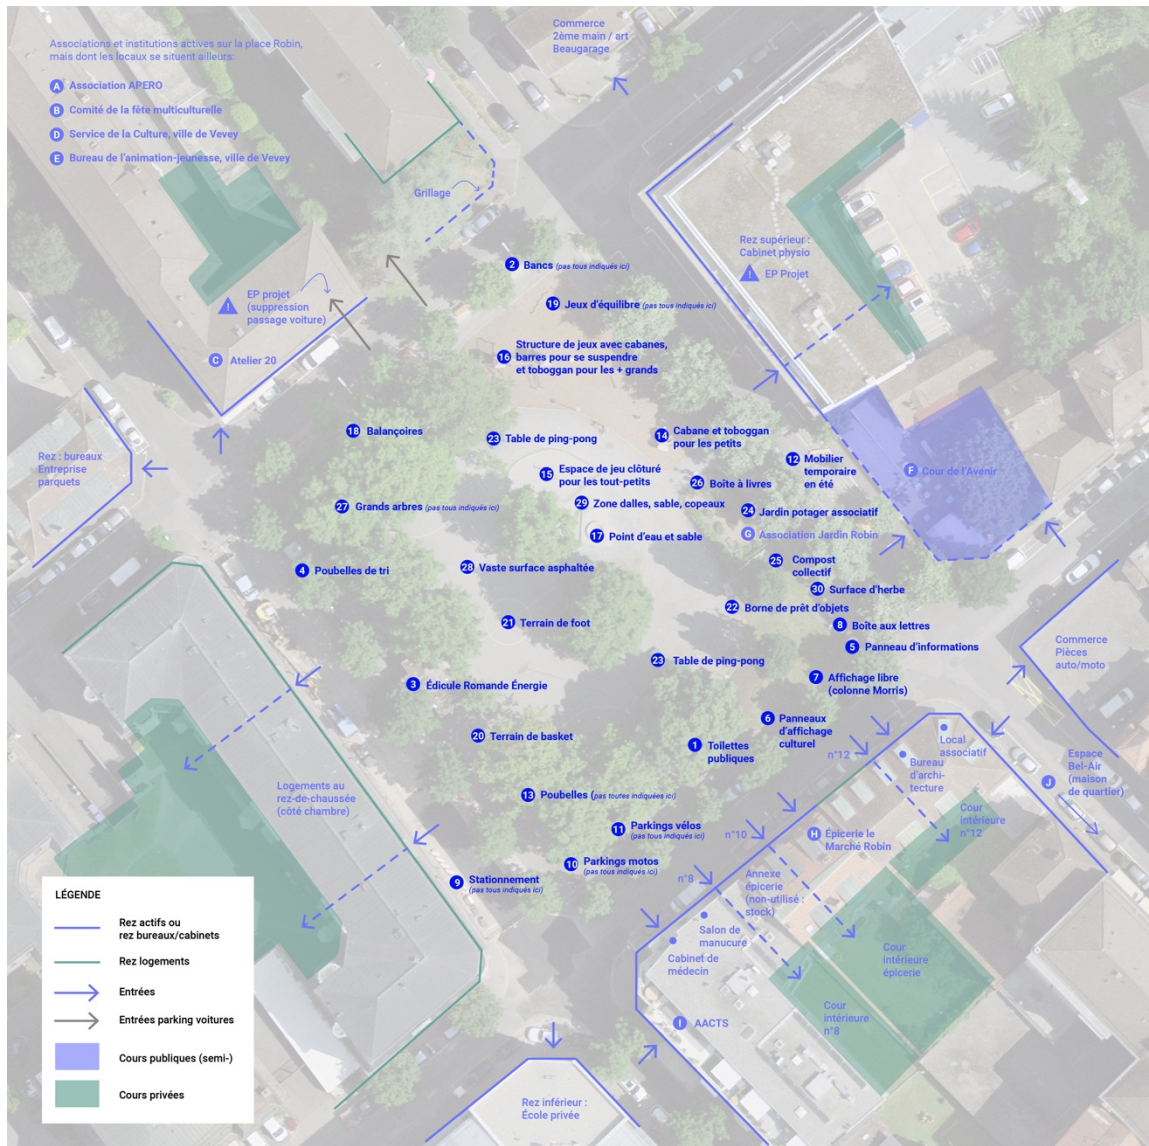 Associations et institutions actives sur la place Robin,
mais dont les locaux se situent ailleurs:
A Association APERO
B Comité de la fête multiculturelle
D Service de la Culture, ville de Vevey
E Bureau de l'animation-jeunesse, ville de Vevey
Commerce
2ème main / art
Beaugarage
Grillage
Rez supérieur :
Cabinet physio
! EP Projet
2 Bancs (pas tous indiqués ici)
19 Jeux d'équilibre (pas tous indiqués ici)
! EP projet
(suppression
passage voiture)
C Atelier 20
16 Structure de jeux avec cabanes,
barres pour se suspendre
et toboggan pour les + grands
18 Balançoires
23 Table de ping-pong
14 Cabane et toboggan
pour les petits
Rez : bureaux
Entreprise
parquets
15 Espace de jeu clôturé
pour les tout-petits
12 Mobilier
temporaire
en été
F Cour de l'Avenir
26 Boîte à livres
27 Grands arbres (pas tous indiqués ici)
29 Zone dalles, sable, copeaux
24 Jardin potager associatif
17 Point d'eau et sable
G Association Jardin Robin
4 Poubelles de tri
28 Vaste surface asphaltée
25 Compost
collectif
30 Surface d'herbe
22 Borne de prêt d'objets
21 Terrain de foot
8 Boîte aux lettres
5 Panneau d'informations
Commerce
Pièces
auto/moto
23 Table de ping-pong
3 Édicule Romande Énergie
7 Affichage libre
(colonne Morris)
6 Panneaux
d'affichage
culturel
20 Terrain de basket
1 Toilettes
publiques
n°12
Local
associatif
Bureau
d'archi-
tecture
Espace
Bel-Air
(maison
de quartier)
J
Logements au
rez-de-chaussée
(côté chambre)
13 Poubelles (pas toutes indiquées ici)
Cour
intérieure
n°12
11 Parkings vélos
(pas tous indiqués ici)
n°10
H Épicerie le
Marché Robin
10 Parkings motos
(pas tous indiqués ici)
9 Stationnement
(pas tous indiqués ici)
n°8
Annexe
épicerie
(non-utilisé :
stock)
Salon de
manucure
Cabinet de
médecin
Cour
intérieure
épicerie
Cour
intérieure
n°8
I AACTS
Rez inférieur :
École privée
LÉGENDE
Rez actifs ou
rez bureaux/cabinets
Rez logements
Entrées
Entrées parking voitures
Cours publiques (semi-)
Cours privées